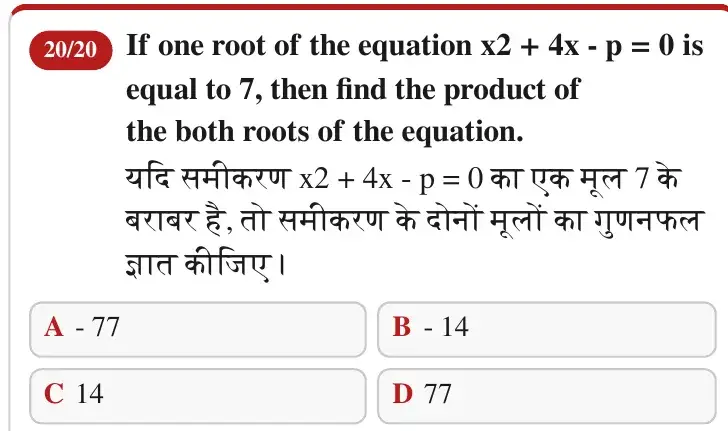 20/20 If one root of the equation x2 + 4x - p = 0 is
equal to 7, then find the product of
the both roots of the equation.
यदि समीकरण x2 + 4x - p = 0 का एक मूल 7 के
बराबर है, तो समीकरण के दोनों मूलों का गुणनफल
ज्ञात कीजिए।
A - 77
B - 14
C 14
D 77